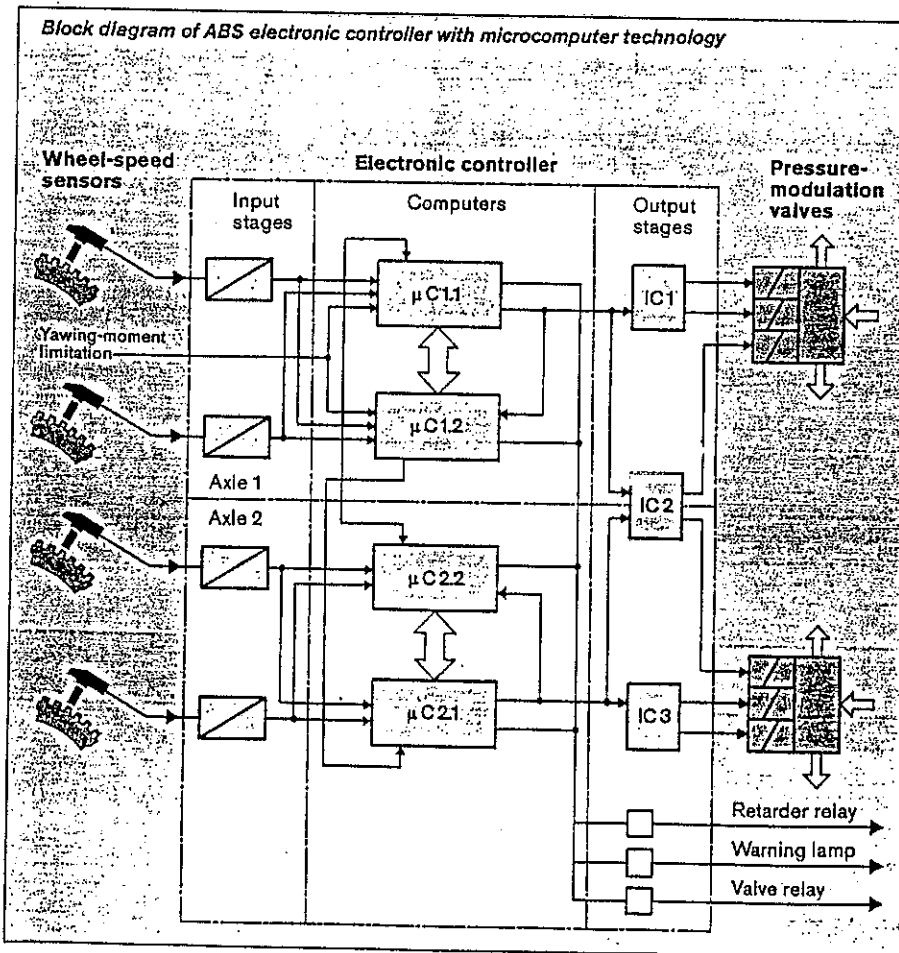 Block diagram of ABS electronic controller with microcomputer technology
Wheel-speed
sensors
Electronic controller
Pressure-
modulation
valves
Input
stages
Computers
Output
stages
µC1.1
IC1
Yawing-moment
limitation
µC1.2
Axle 1
Axle 2
IC2
µC2.2
µC2.1
IC3
Retarder relay
Warning lamp
Valve relay